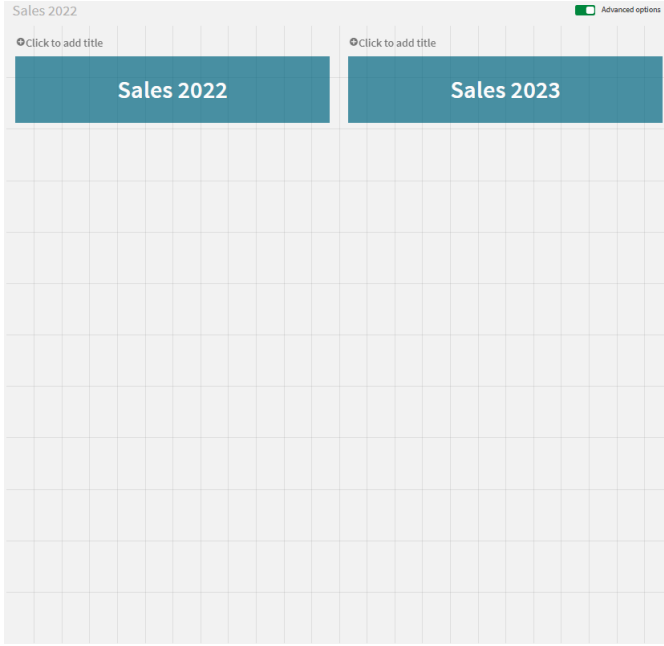 Sales 2022
Advanced options
Click to add title
Click to add title
Sales 2022
Sales 2023